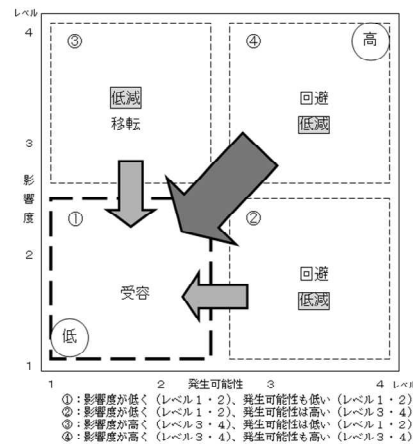 レベル
4
③
④
高
低減
移転
回避
低減
3
影
響
度
①
②
2
受容
回避
低減
低
1
1
2
発生可能性
3
4
レベル
①：影響度が低く（レベル１・２）、発生可能性も低い（レベル１・２）
②：影響度が低く（レベル１・２）、発生可能性は高い（レベル３・４）
③：影響度が高く（レベル３・４）、発生可能性は低い（レベル１・２）
④：影響度が高く（レベル３・４）、発生可能性も高い（レベル３・４）